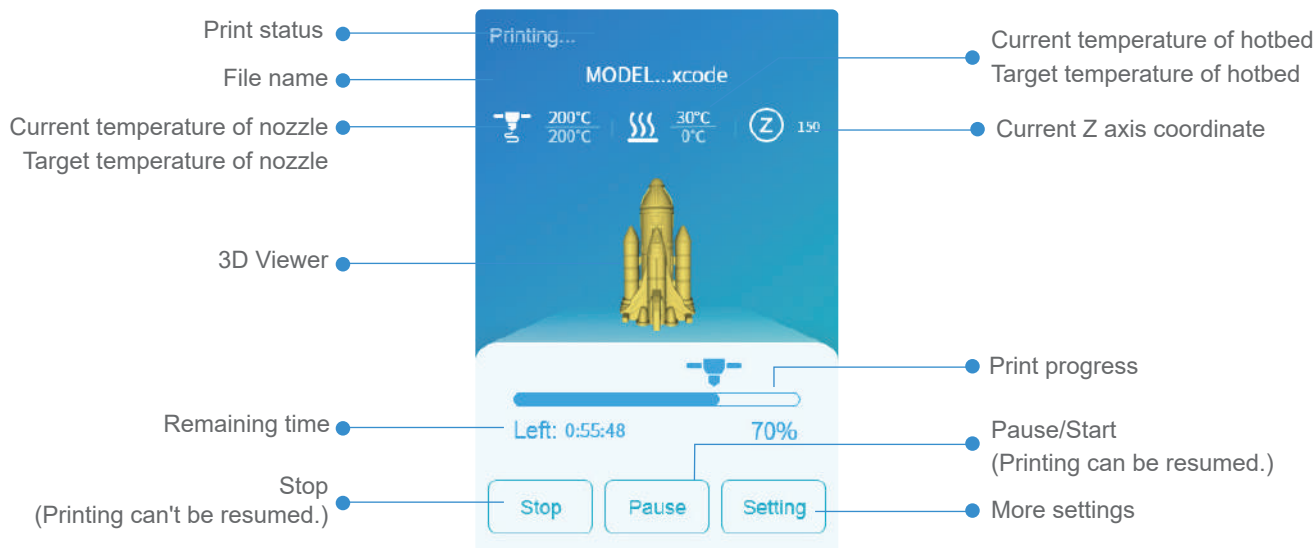 Print status
File name
Current temperature of nozzle
Target temperature of nozzle
3D Viewer
Remaining time
Stop
(Printing can't be resumed.)
Printing...
MODEL...xcode
200°C
200°C
30°C
0°C
Z
150
Left: 0:55:48
70%
Stop
Pause
Setting
Current temperature of hotbed
Target temperature of hotbed
Current Z axis coordinate
Print progress
Pause/Start
(Printing can be resumed.)
More settings